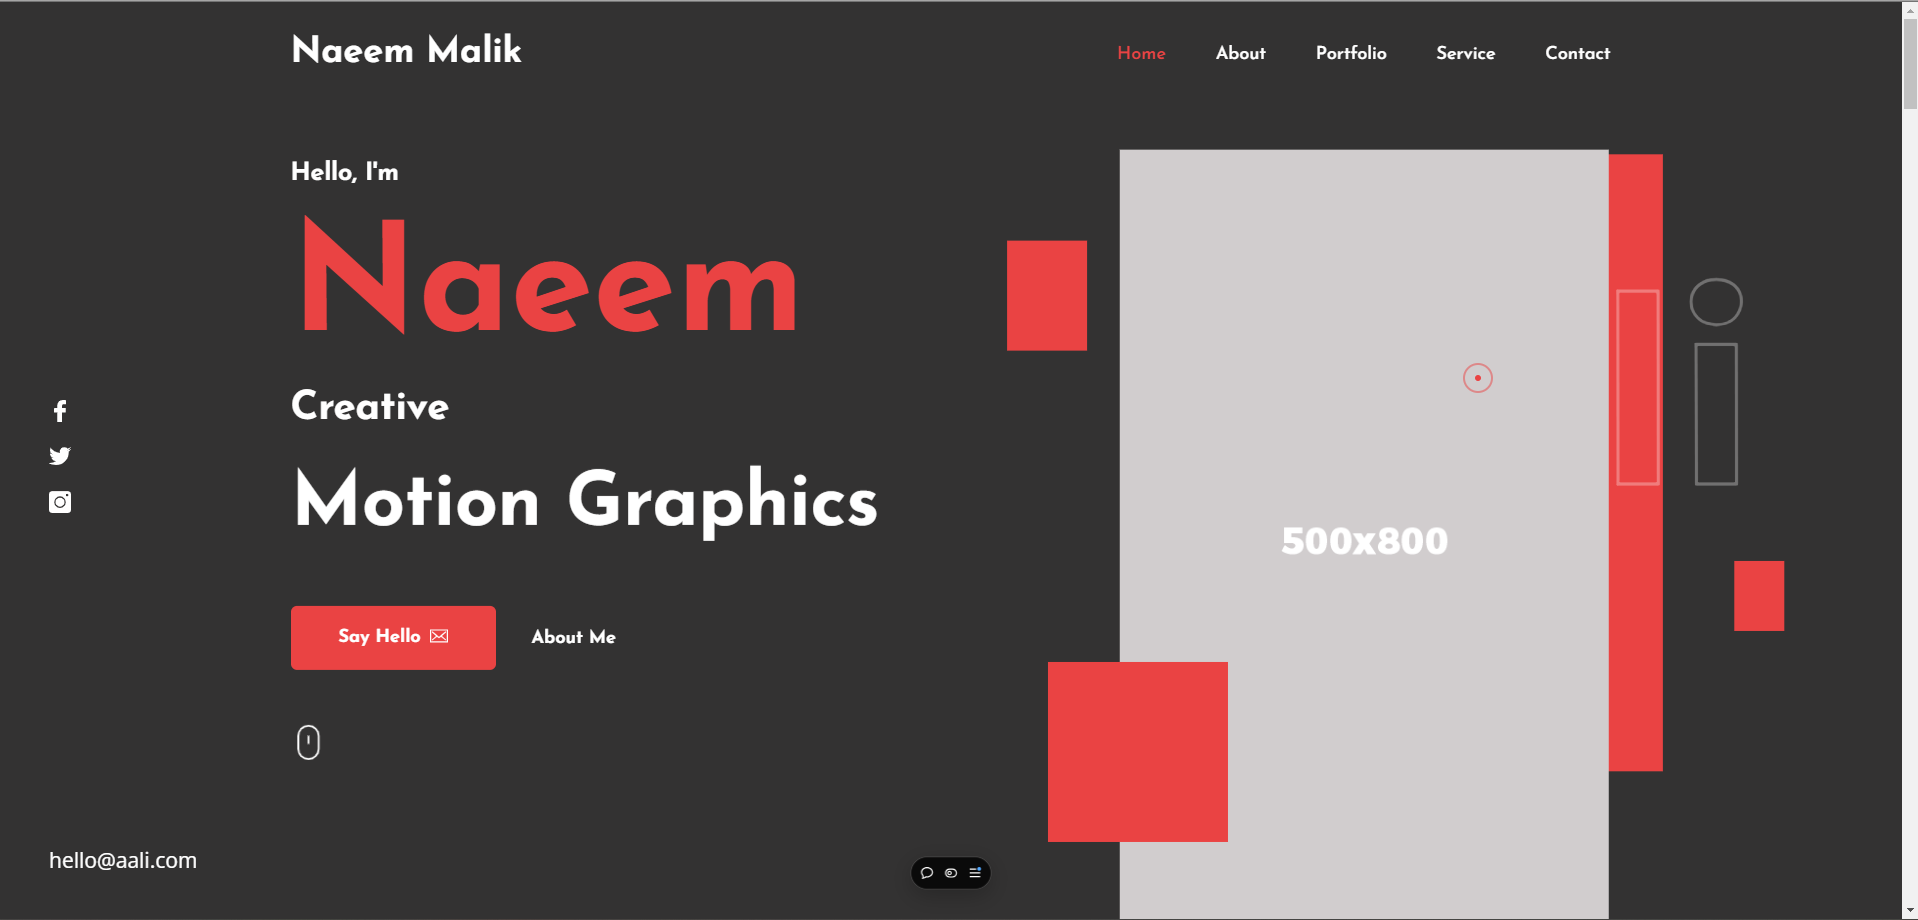 Naeem Malik
Home About Portfolio Service Contact
Hello, I'm
Naeem
Creative
Motion Graphics
500x800
Say Hello
About Me
hello@aali.com